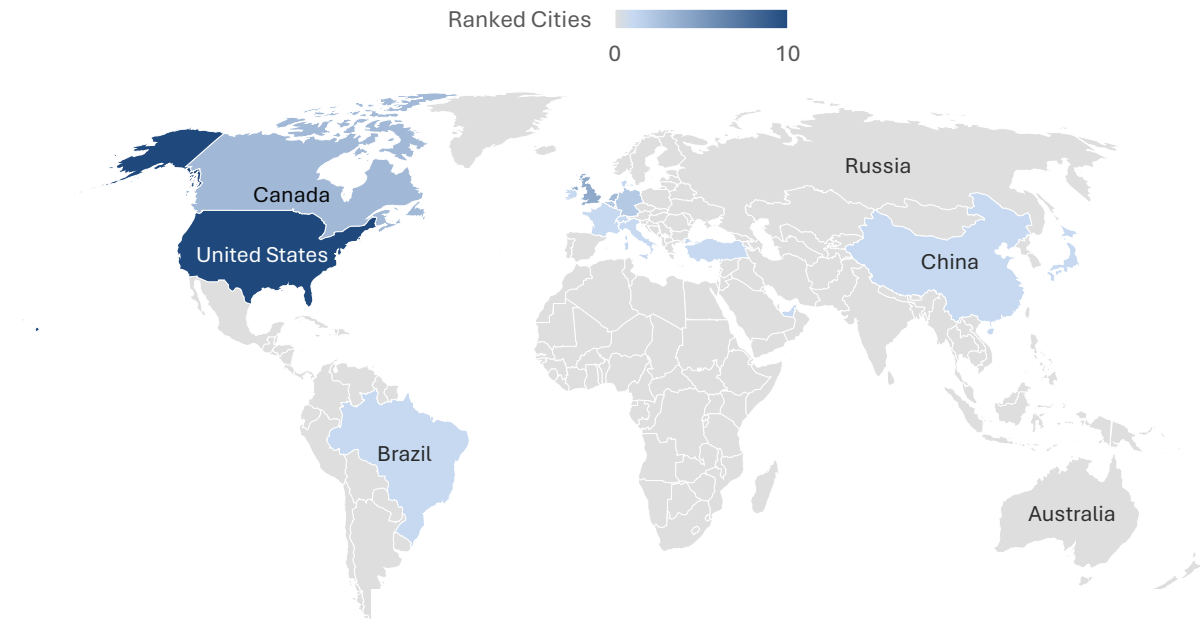 Ranked Cities
0 10
Canada
Russia
United States
China
Brazil
Australia